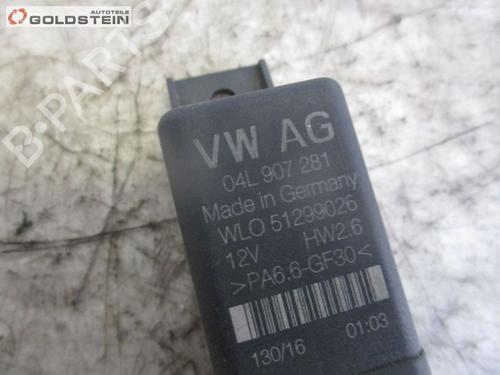 AUTOTEILE
GOLDSTEIN
VW AG
04L 907 281
Made in Germany
WLO 51299026
12V HW2.6
>PA6.6-GF30<
130/16 01:03